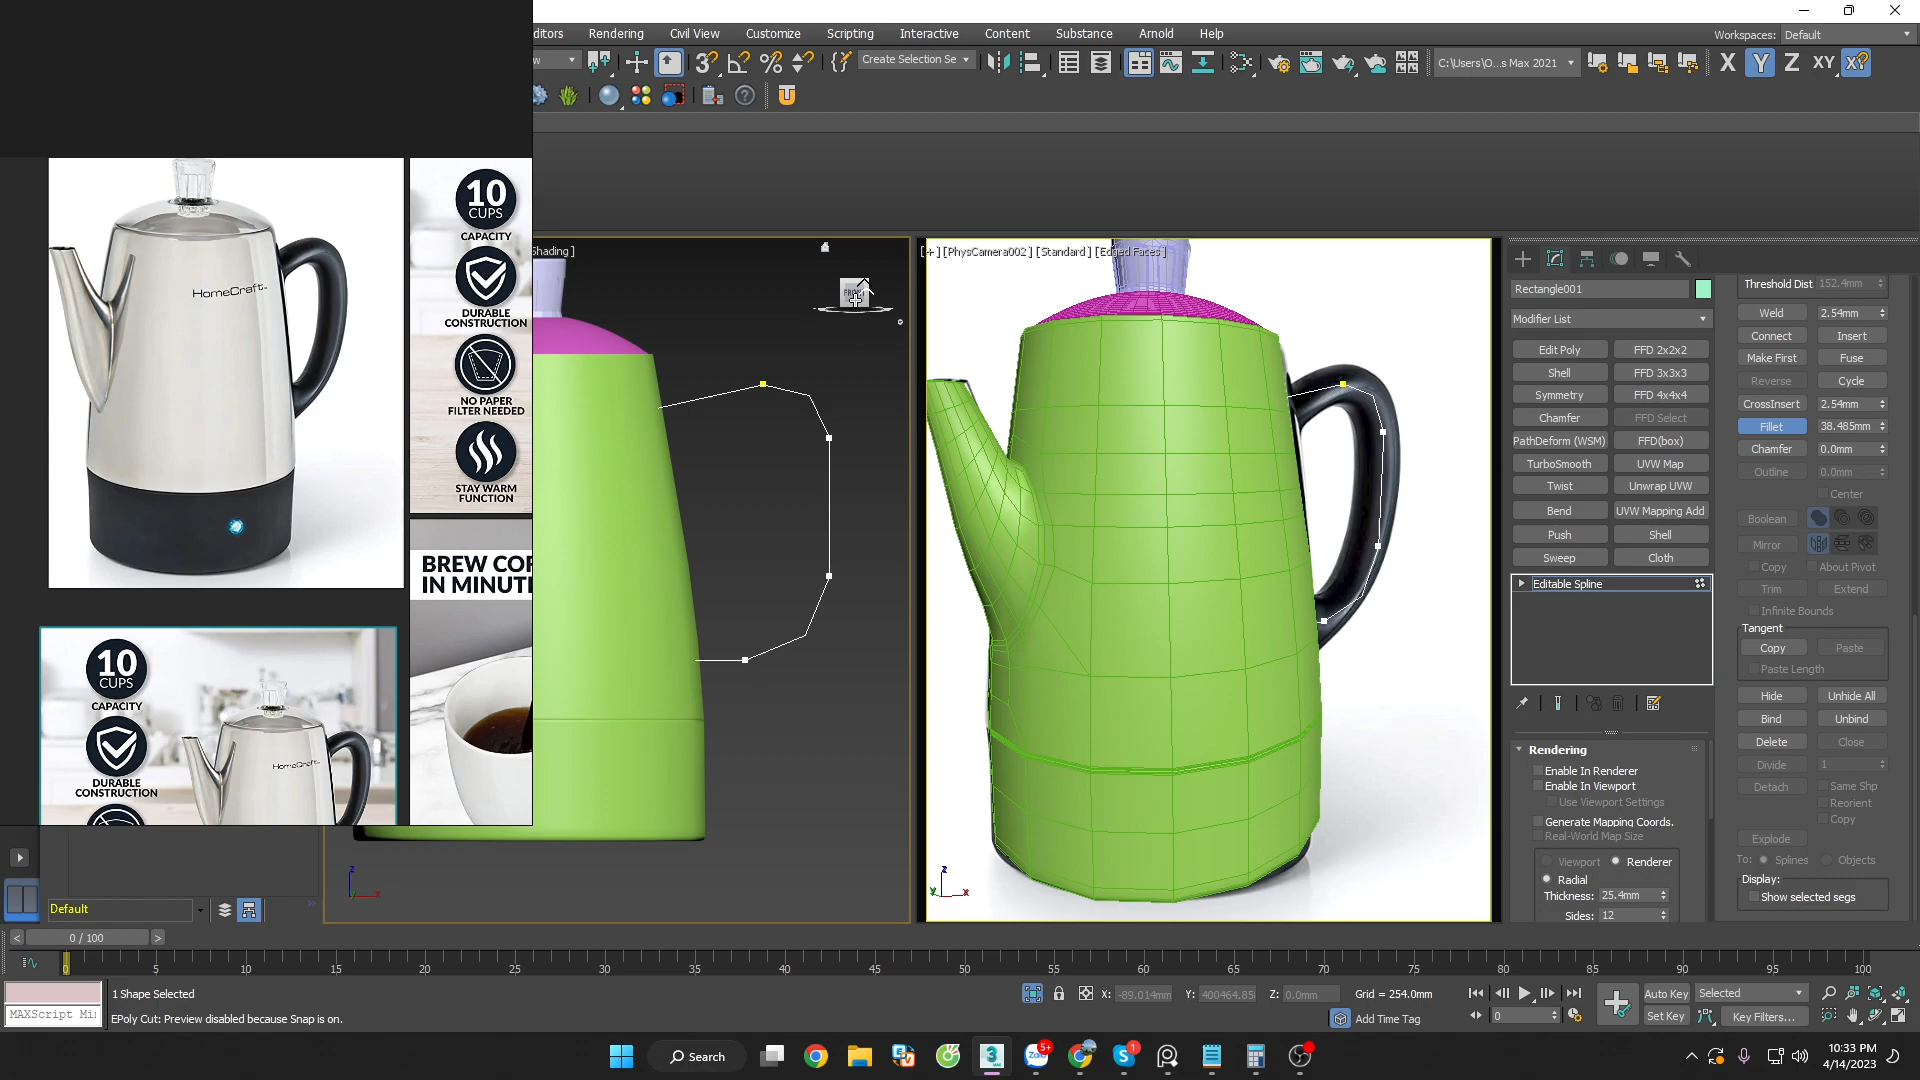 ditors Rendering Civil View Customize Scripting Interactive Content Substance Arnold Help
Workspaces: Default
Create Selection Se
C:\Users\O...s Max 2021
X Y Z XY
10
CUPS
CAPACITY
DURABLE
CONSTRUCTION
NO PAPER
FILTER NEEDED
STAY WARM
FUNCTION
HomeCraft
BREW CO
IN MINUT
10
CUPS
CAPACITY
DURABLE
CONSTRUCTION
HomeCraft
Shading ]
FRONT
[+] [PhysCamera002] [Standard] [Edged Faces]
Rectangle001
Modifier List
Edit Poly FFD 2x2x2
Shell FFD 3x3x3
Symmetry FFD 4x4x4
Chamfer FFD Select
PathDeform (WSM) FFD(box)
TurboSmooth UVW Map
Twist Unwrap UVW
Bend UVW Mapping Add
Push Shell
Sweep Cloth
Editable Spline
Rendering
Enable In Renderer
Enable In Viewport
Use Viewport Settings
Generate Mapping Coords.
Real-World Map Size
Viewport Renderer
Radial
Thickness: 25.4mm
Sides: 12
Threshold Dist 152.4mm
Weld 2.54mm
Connect Insert
Make First Fuse
Reverse Cycle
CrossInsert 2.54mm
Fillet 38.485mm
Chamfer 0.0mm
Outline 0.0mm
Center
Boolean
Mirror
Copy About Pivot
Trim Extend
Infinite Bounds
Tangent
Copy Paste
Paste Length
Hide Unhide All
Bind Unbind
Delete Close
Divide 1
Detach Same Shp
Reorient
Copy
Explode
To: Splines Objects
Display:
Show selected segs
Default
0 / 100
0 5 10 15 20 25 30 35 40 45 50 55 60 65 70 75 80 85 90 95 100
1 Shape Selected
MAXScript Mi
EPoly Cut: Preview disabled because Snap is on.
X: -89.014mm Y: 400464.85 Z: 0.0mm Grid = 254.0mm
Add Time Tag
0
Auto Key Selected
Set Key Key Filters...
Search
5+
1
10:33 PM
4/14/2023